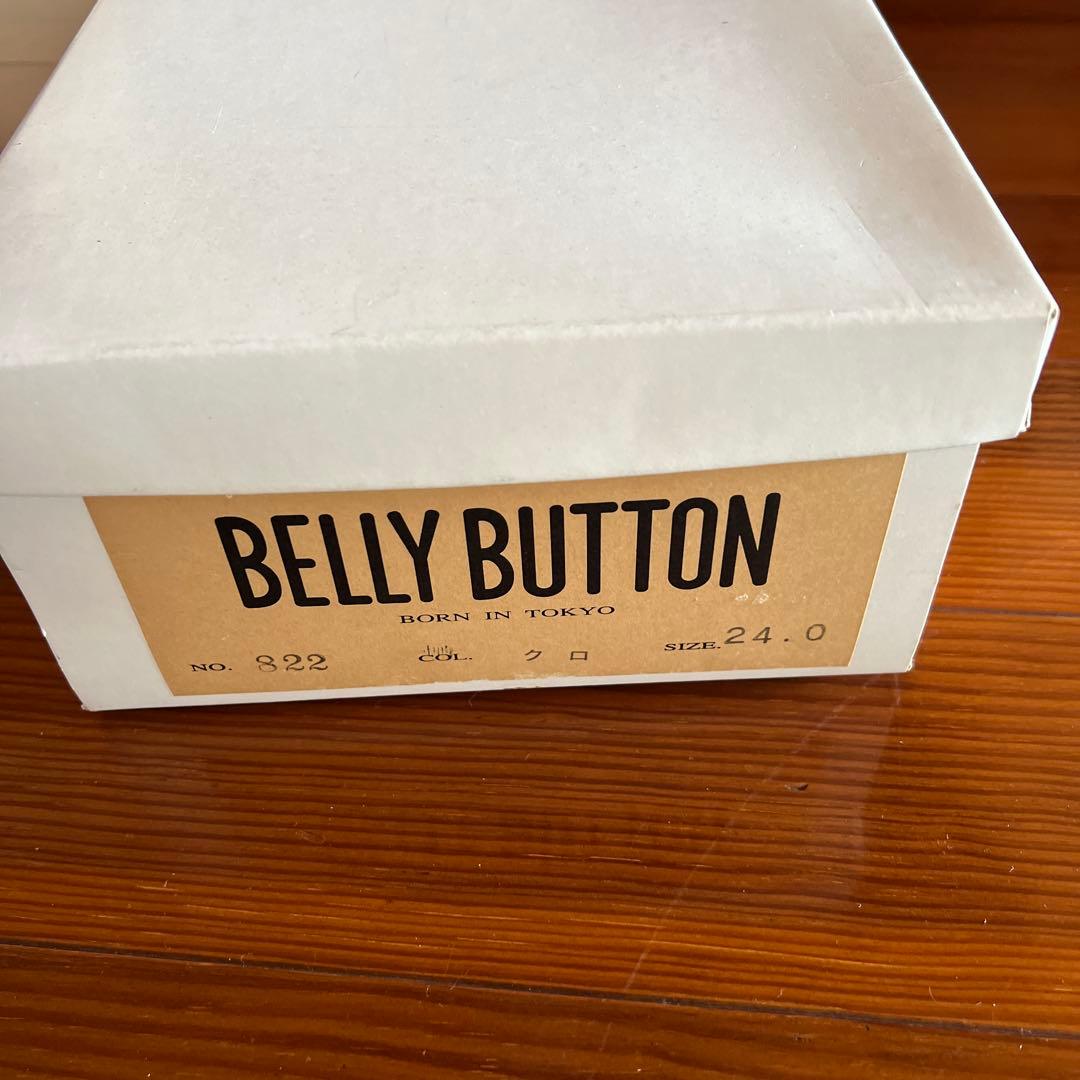 BELLY BUTTON
BORN IN TOKYO
NO. 822 COL. クロ SIZE. 24.0